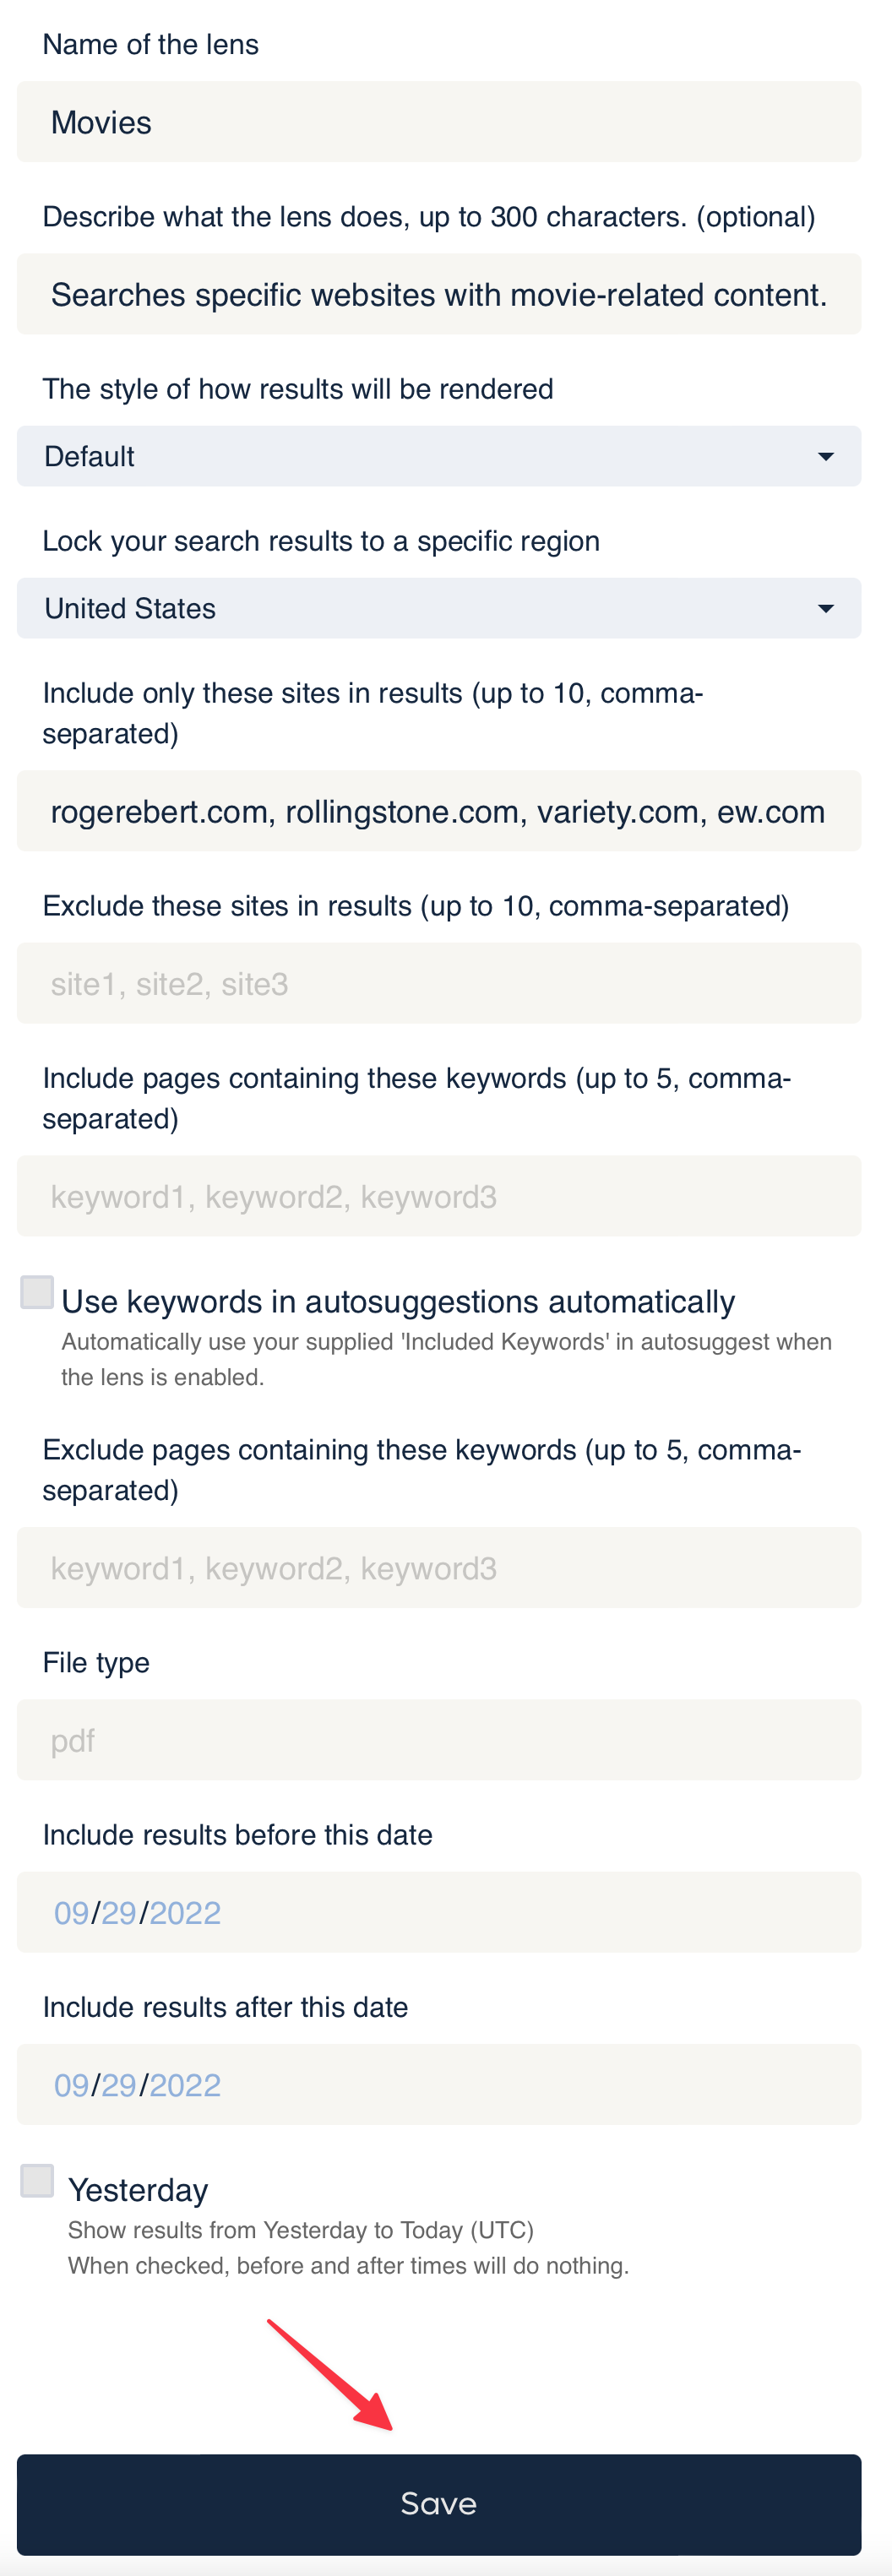 Name of the lens
Movies
Describe what the lens does, up to 300 characters. (optional)
Searches specific websites with movie-related content.
The style of how results will be rendered
Default
Lock your search results to a specific region
United States
Include only these sites in results (up to 10, comma-
separated)
rogerebert.com, rollingstone.com, variety.com, ew.com
Exclude these sites in results (up to 10, comma-separated)
site1, site2, site3
Include pages containing these keywords (up to 5, comma-
separated)
keyword1, keyword2, keyword3
Use keywords in autosuggestions automatically
Automatically use your supplied 'Included Keywords' in autosuggest when
the lens is enabled.
Exclude pages containing these keywords (up to 5, comma-
separated)
keyword1, keyword2, keyword3
File type
pdf
Include results before this date
09/29/2022
Include results after this date
09/29/2022
Yesterday
Show results from Yesterday to Today (UTC)
When checked, before and after times will do nothing.
Save